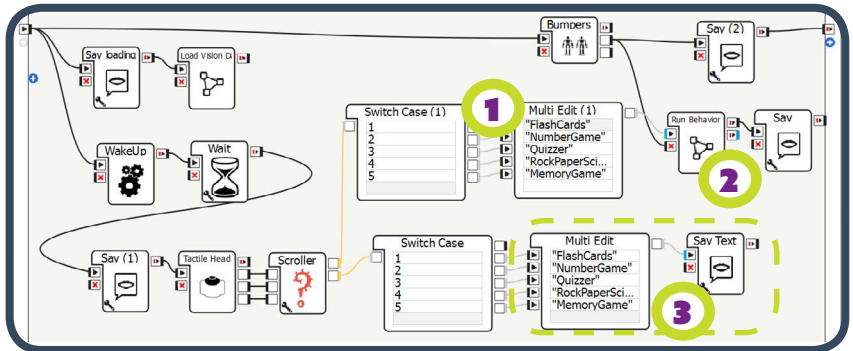 Bumpers
Say (2)
Say loading
Load Vision D
Switch Case (1)
1
2
3
4
5
1
Multi Edit (1)
"FlashCards"
"NumberGame"
"Quizzer"
"RockPaperSci...
"MemoryGame"
Run Behavior
Say
2
WakeUp
Wait
Say (1)
Tactile Head
Scroller
Switch Case
1
2
3
4
5
Multi Edit
"FlashCards"
"NumberGame"
"Quizzer"
"RockPaperSci...
"MemoryGame"
Say Text
3